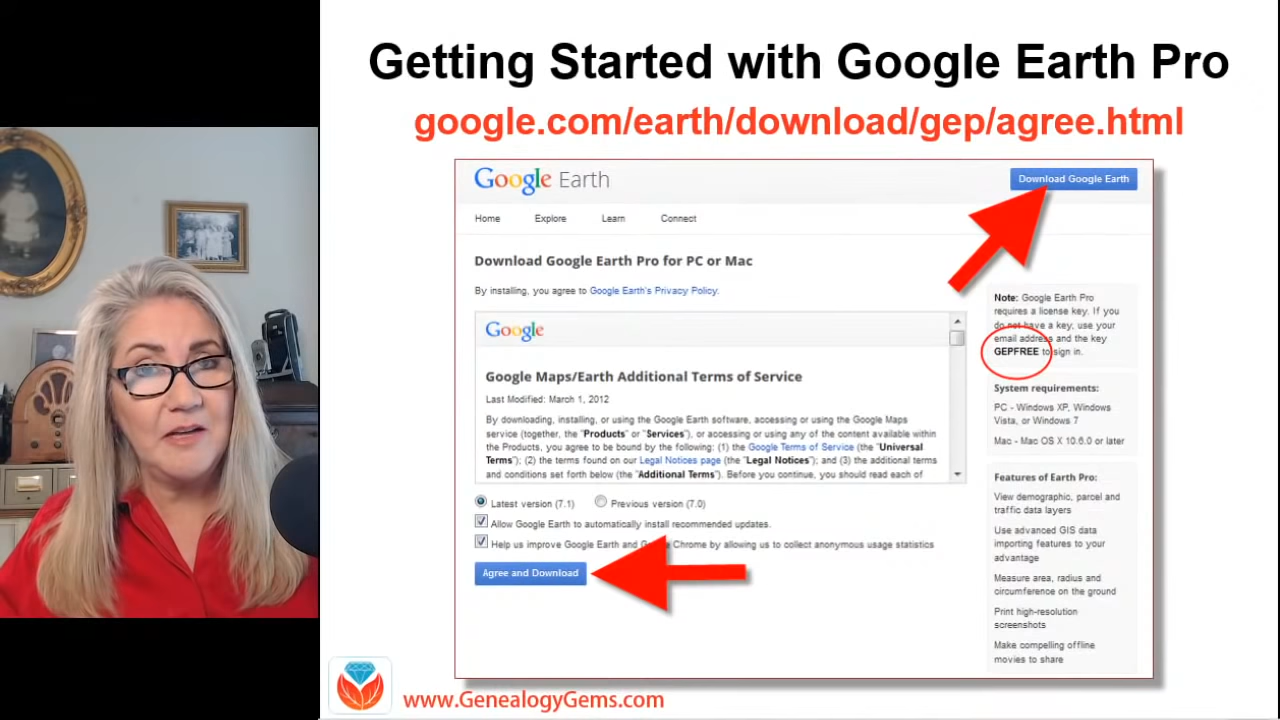 Getting Started with Google Earth Pro
google.com/earth/download/gep/agree.html
Google Earth
Download Google Earth
Home Explore Learn Connect
Download Google Earth Pro for PC or Mac
By installing, you agree to Google Earth's Privacy Policy.
Google
Google Maps/Earth Additional Terms of Service
Last Modified: March 1, 2012
By downloading, installing, or using the Google Earth software, accessing or using the Google Maps
service (together, the "Products" or "Services"), or accessing or using any of the content available within
the Products, you agree to be bound by the following: (1) the Google Terms of Service (the "Universal
Terms"); (2) the terms found on our Legal Notices page (the "Legal Notices"); and (3) the additional
terms and conditions set forth below (the "Additional Terms"). Before you continue, you should read each of
Latest version (7.1) Previous version (7.0)
Allow Google Earth to automatically install recommended updates.
Help us improve Google Earth and Chrome by allowing us to collect anonymous usage statistics
Agree and Download
Note: Google Earth Pro
requires a license key. If you
do not have a key, use your
email address and the key
GEPFREE to sign in.
System requirements:
PC - Windows XP, Windows
Vista, or Windows 7
Mac - Mac OS X 10.6.0 or later
Features of Earth Pro:
View demographic, parcel and
traffic data layers
Use advanced GIS data
importing features to your
advantage
Measure area, radius and
circumference on the ground
Print high-resolution
screenshots
Make compelling offline
movies to share
www.GenealogyGems.com